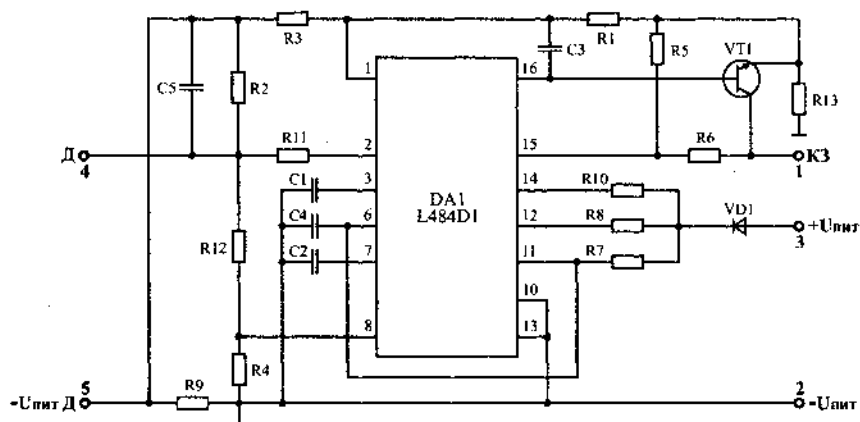 R3
R1
C3
R5
VT1
1
16
C5
R2
R13
R11
R6
Д
4
2
15
КЗ
1
C1
3
DA1
14
R10
C4
6
Ł484D1
12
R8
VD1
+Uпит
3
R12
C2
7
11
R7
10
13
8
R4
5
-Uпит Д
R9
2
-Uпит